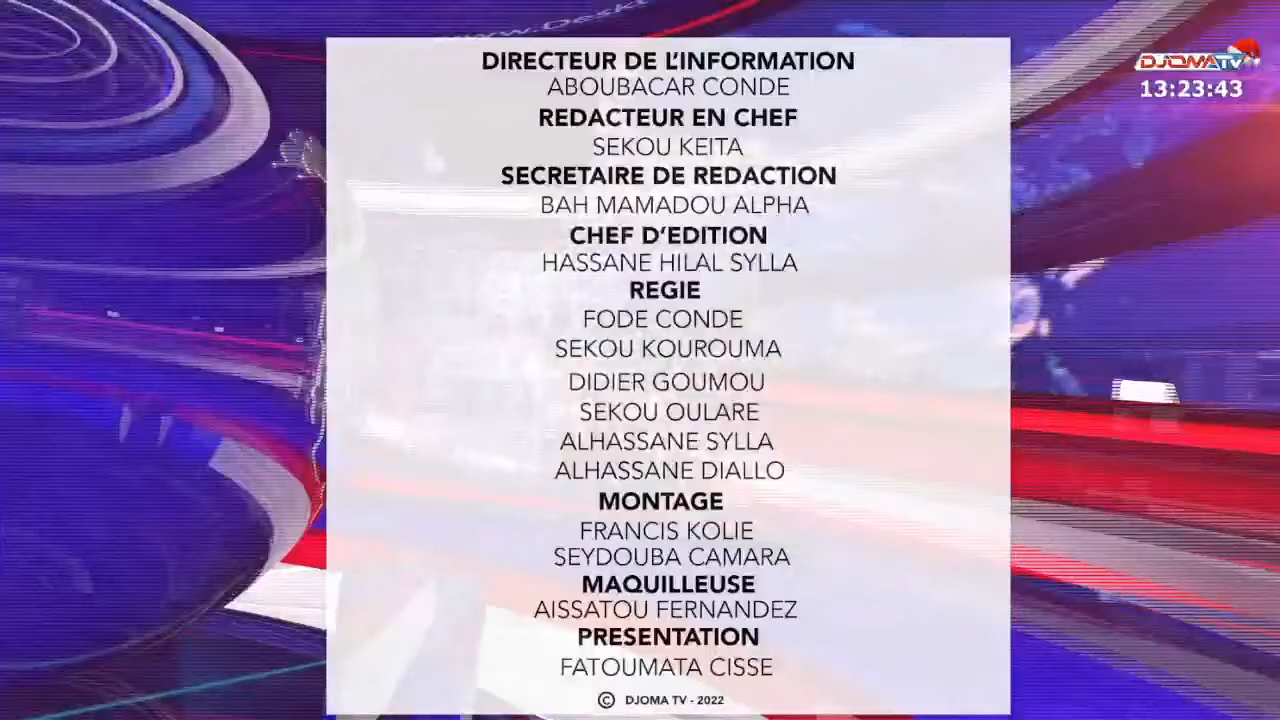 DIRECTEUR DE L'INFORMATION
ABOUBACAR CONDE
REDACTEUR EN CHEF
SEKOU KEITA
SECRETAIRE DE REDACTION
BAH MAMADOU ALPHA
CHEF D'EDITION
HASSANE HILAL SYLLA
REGIE
FODE CONDE
SEKOU KOUROUMA
DIDIER GOUMOU
SEKOU OULARE
ALHASSANE SYLLA
ALHASSANE DIALLO
MONTAGE
FRANCIS KOLIE
SEYDOUBA CAMARA
MAQUILLEUSE
AISSATOU FERNANDEZ
PRESENTATION
FATOUMATA CISSE
© DJOMA TV - 2022
DJOMA TV
13:23:43